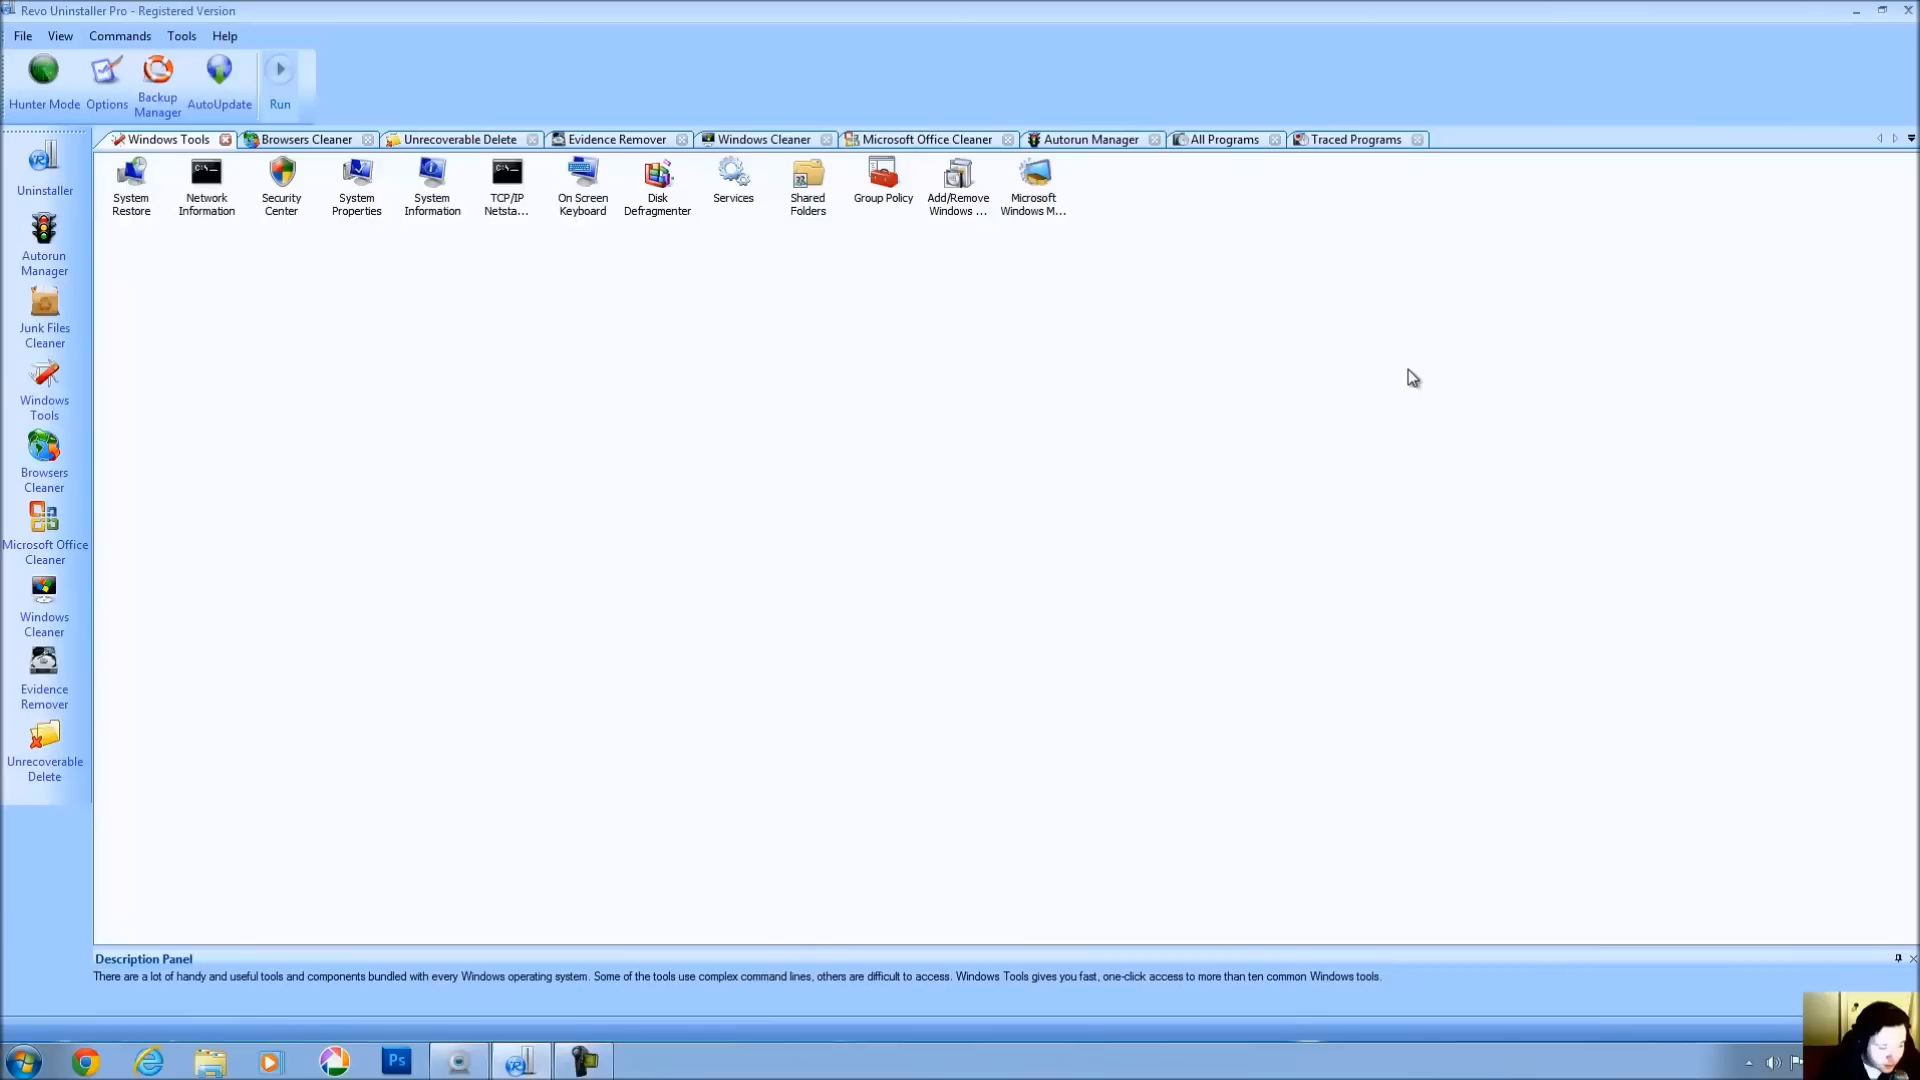 Revo Uninstaller Pro - Registered Version
File View Commands Tools Help
Hunter Mode
Options
Backup
Manager
AutoUpdate
Run
Windows Tools
Browsers Cleaner
Unrecoverable Delete
Evidence Remover
Windows Cleaner
Microsoft Office Cleaner
Autorun Manager
All Programs
Traced Programs
Uninstaller
Autorun
Manager
Junk Files
Cleaner
Windows
Tools
Browsers
Cleaner
Microsoft Office
Cleaner
Windows
Cleaner
Evidence
Remover
Unrecoverable
Delete
System
Restore
C:\_
Network
Information
Security
Center
System
Properties
System
Information
C:\_
TCP/IP
Netsta...
On Screen
Keyboard
Disk
Defragmenter
Services
Shared
Folders
Group Policy
Add/Remove
Windows ...
Microsoft
Windows M...
Description Panel
There are a lot of handy and useful tools and components bundled with every Windows operating system. Some of the tools use complex command lines, others are difficult to access. Windows Tools gives you fast, one-click access to more than ten common Windows tools.
Ps